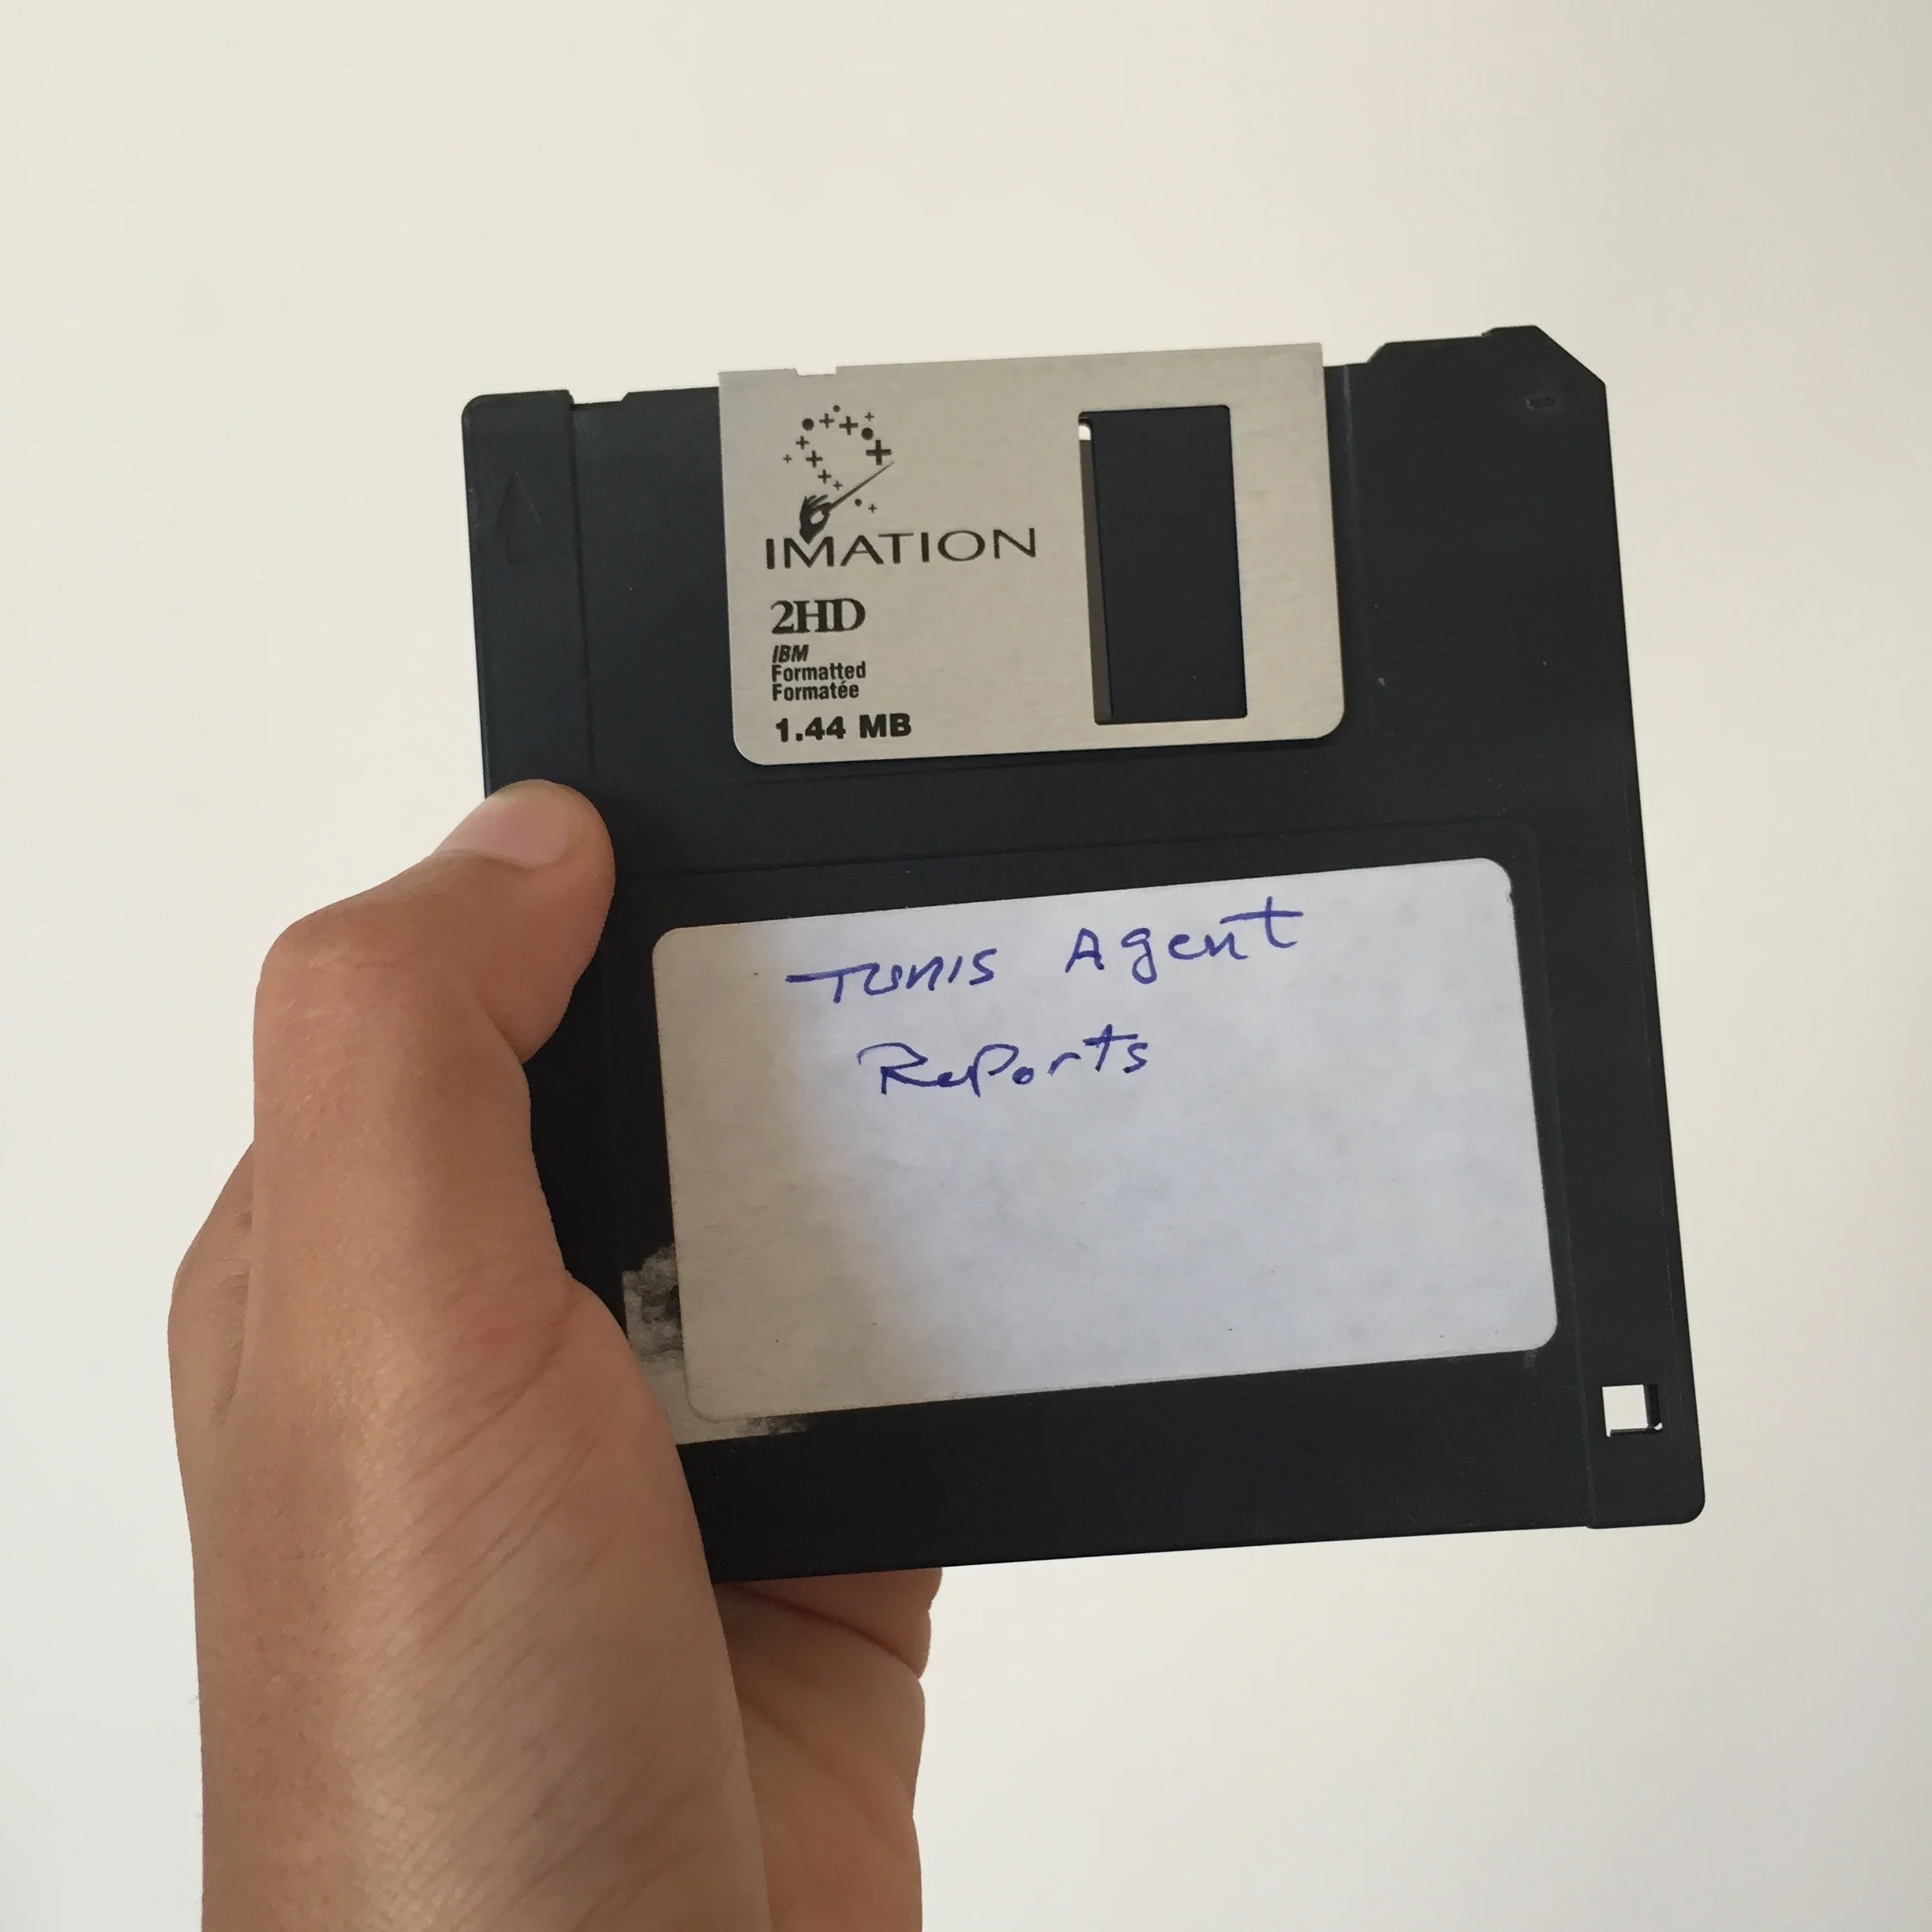 IMATION
2HD
IBM
Formatted
Formatée
1.44 MB
Tunis Agent
Reports